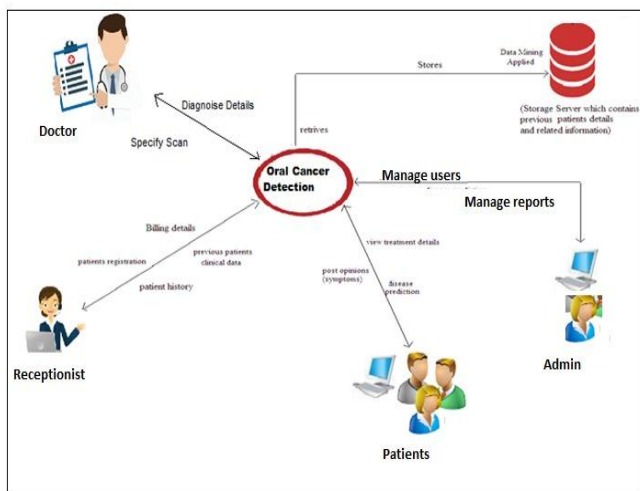 Data Mining
Applied
Stores
Diagnoise Details
(Storage Server which contains
previous patients details
and related information)
Doctor
retrives
Specify Scan
Oral Cancer
Detection
Manage users
Manage reports
Billing details
view treatment details
previous patients
clinical data
patients registration
post opinions
(symptoms)
disease
prediction
patient history
Admin
Receptionist
Patients